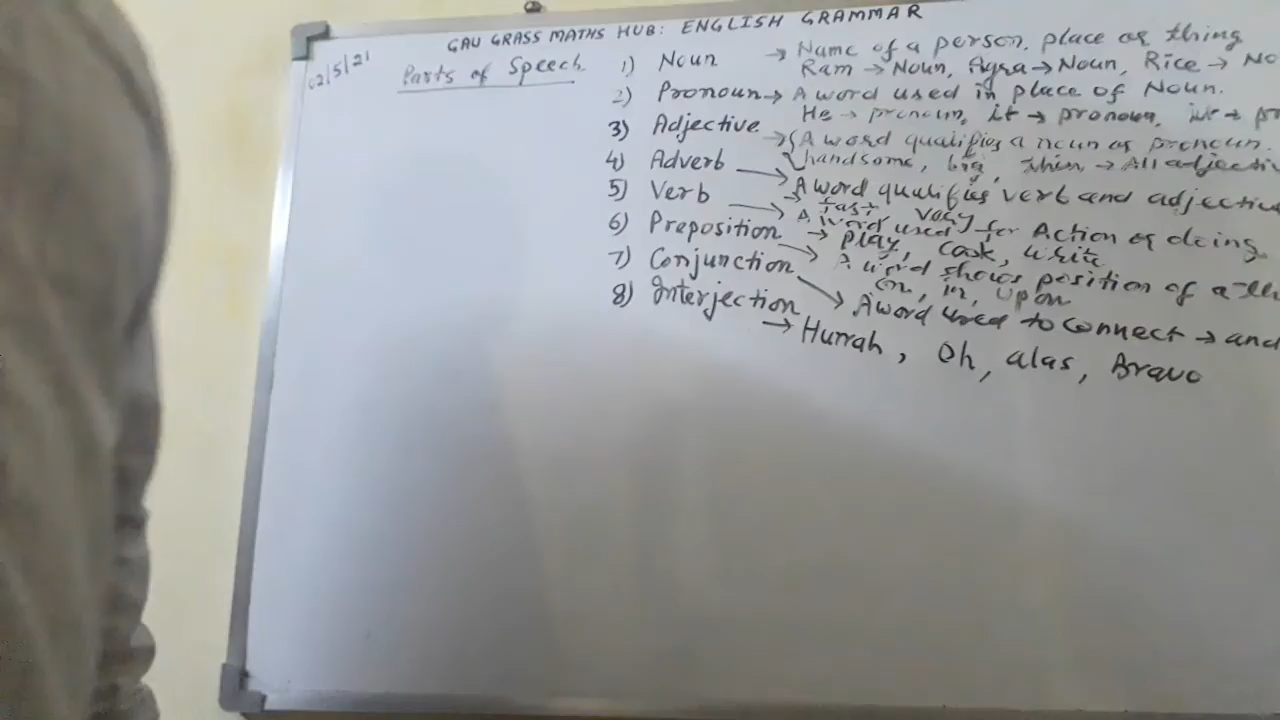 GAU GRASS MATHS HUB: ENGLISH GRAMMAR
02/5/21
Parts of Speech
1) Noun → Name of a person, place or thing
Ram → Noun, Agra → Noun, Rice → No
2) Pronoun → A word used in place of Noun.
He → pronoun, it → pronoun, → pr
3) Adjective → A word qualifies a noun or pronoun.
handsome, big, thin, → All adjectiv
4) Adverb → A word qualifies verb and adjective
→ fast, very
5) Verb → A word used for Action or doing
→ play, cook, write
6) Preposition → A word shows position of a th
on, in, upon
7) Conjunction → A word used to connect → and
8) Interjection → Hurrah, Oh, alas, Bravo